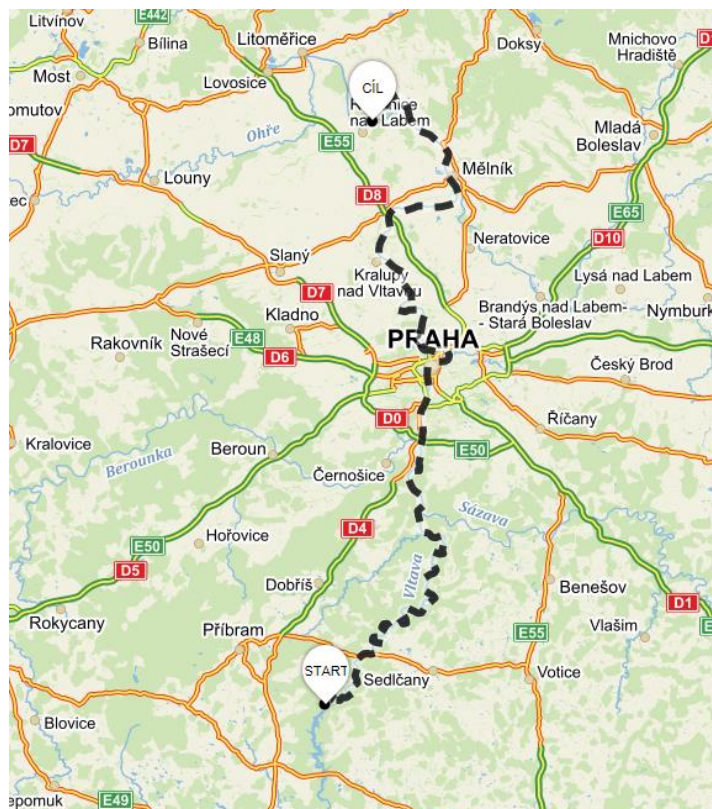 Litvínov
E442
Bílina
Litoměřice
Doksy
Mnichovo
Hradiště
Most
Lovosice
CÍL
nad Labem
Ohře
E55
Mladá
Boleslav
D7
Louny
Mělník
D8
E65
D10
Neratovice
Slaný
Kralupy
nad Vltavou
Lysá nad Labem
D7
Kladno
Brandýs nad Labem-
- Stará Boleslav
Nymburk
Nové
Strašecí
E48
PRAHA
Rakovník
D6
Český Brod
D0
Říčany
Kralovice
Berounka
Beroun
E50
Černošice
Sázava
D4
E50
Hořovice
D5
Vltava
Dobříš
Benešov
D1
Rokycany
Příbram
E55
Vlašim
START
Sedlčany
Votice
Blovice
E49